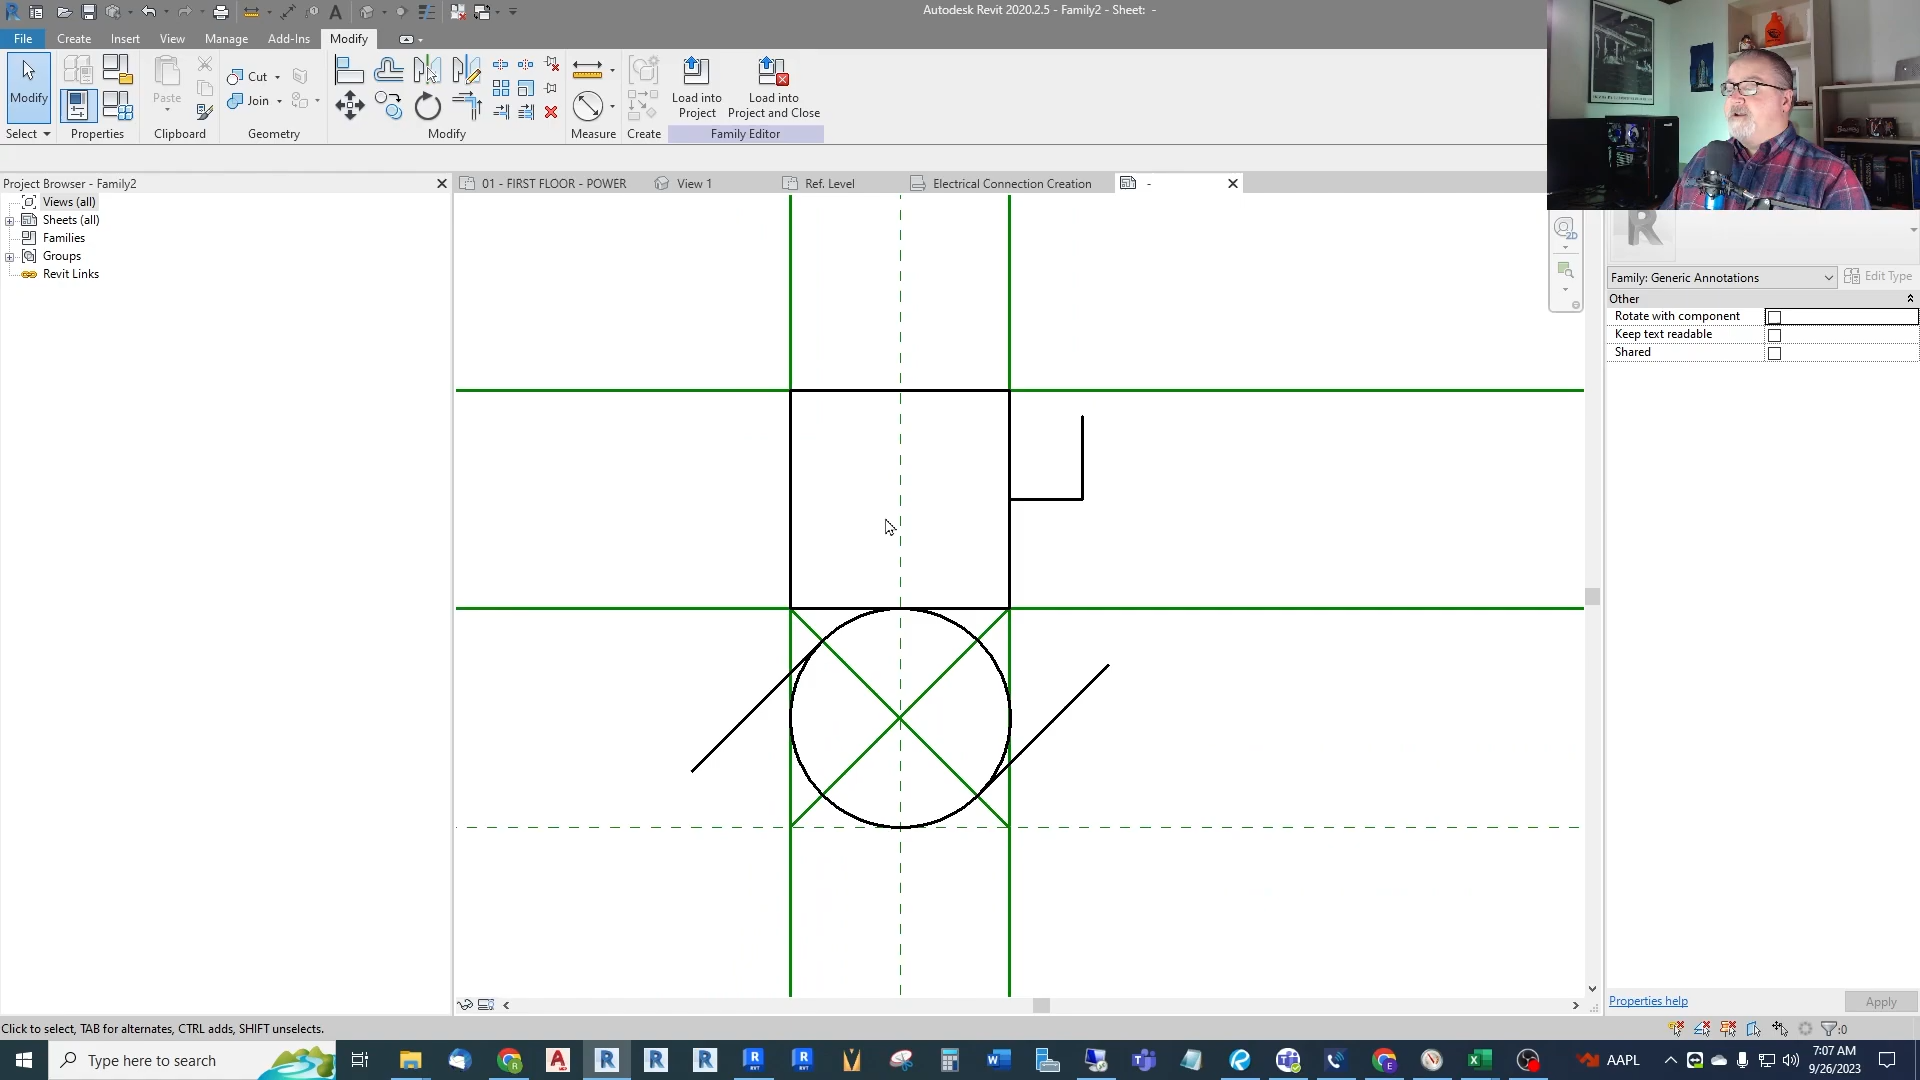 Autodesk Revit 2020.2.5 - Family2 - Sheet: -
File Create Insert View Manage Add-Ins Modify
Modify
Select
Properties
Paste
Clipboard
Cut
Join
Geometry
Modify
Measure
Create
Load into
Project
Load into
Project and Close
Family Editor
Project Browser - Family2
Views (all)
Sheets (all)
Families
Groups
Revit Links
01 - FIRST FLOOR - POWER
View 1
Ref. Level
Electrical Connection Creation
-
2D
Family: Generic Annotations
Edit Type
Other
Rotate with component
Keep text readable
Shared
Properties help
Apply
Click to select, TAB for alternates, CTRL adds, SHIFT unselects.
:0
Type here to search
AAPL
7:07 AM
9/26/2023